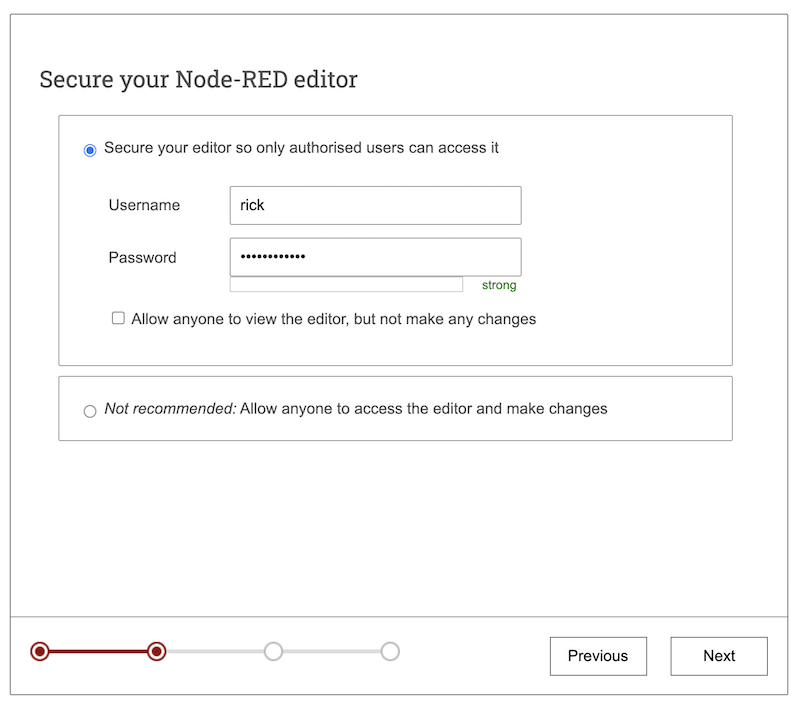 Secure your Node-RED editor
Secure your editor so only authorised users can access it
Username rick
Password ••••••••••••
strong
Allow anyone to view the editor, but not make any changes
Not recommended: Allow anyone to access the editor and make changes
Previous Next